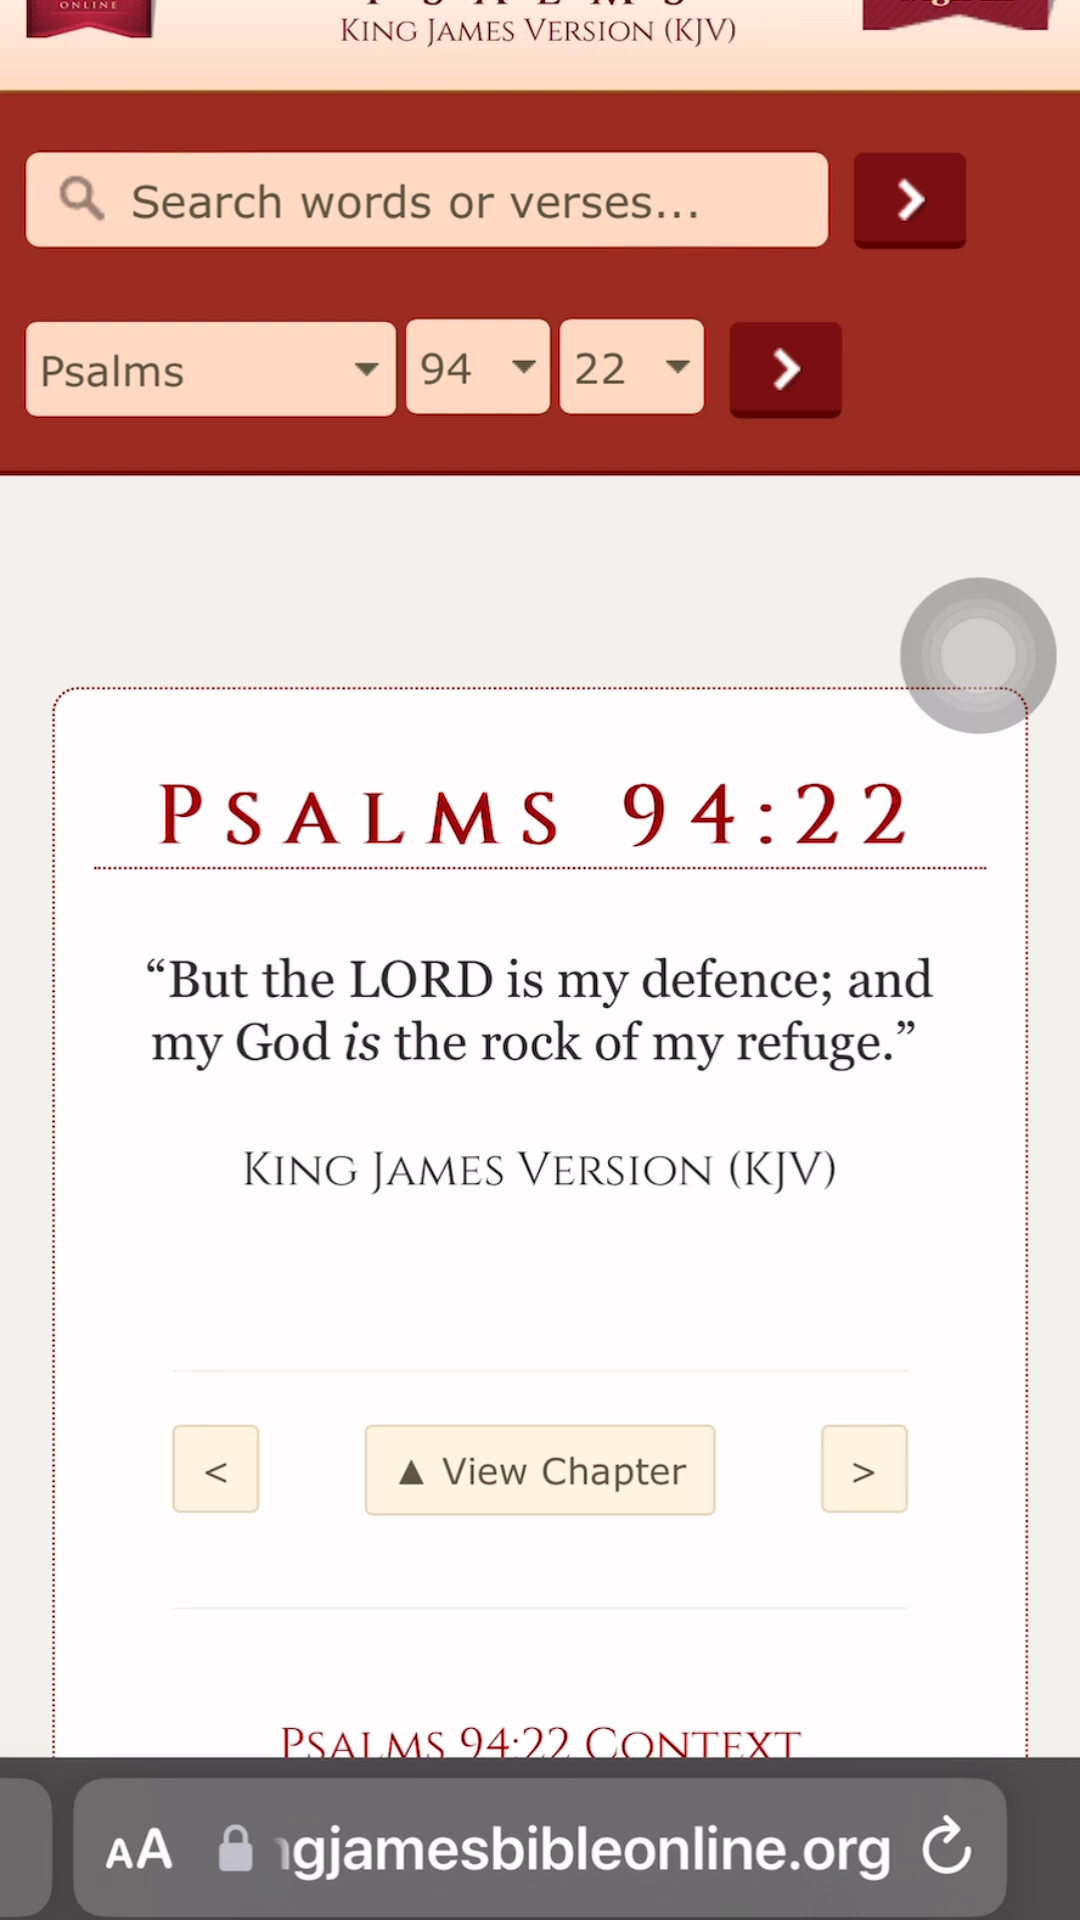 ONLINE
KING JAMES VERSION (KJV)
Search words or verses...
Psalms 94 22
PSALMS 94:22
“But the LORD is my defence; and
my God is the rock of my refuge.”
KING JAMES VERSION (KJV)
< ▲ View Chapter >
PSALMS 94:22 CONTEXT
AA ngjamesbibleonline.org